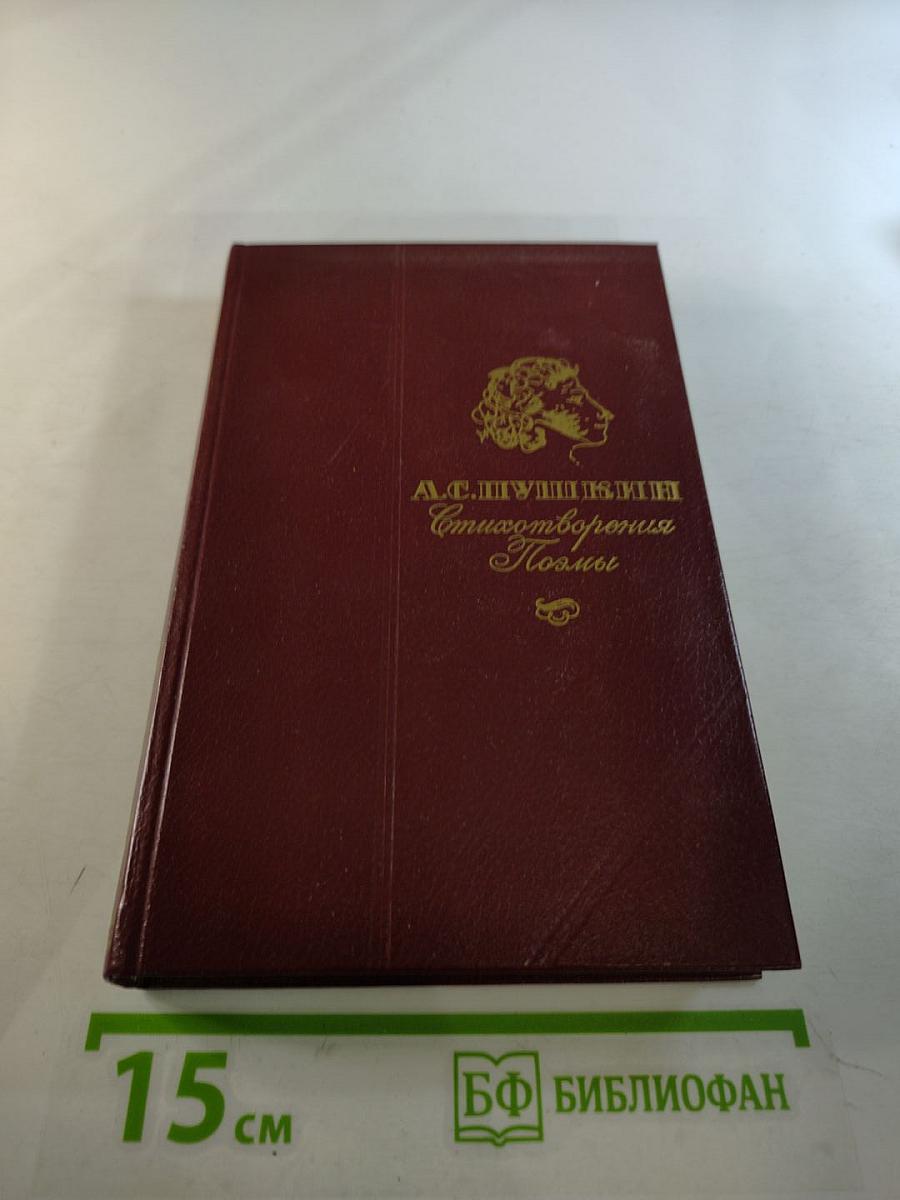 А.С.ПУШКИН
Стихотворения
Поэмы
15 см
БФ БИБЛИОФАН